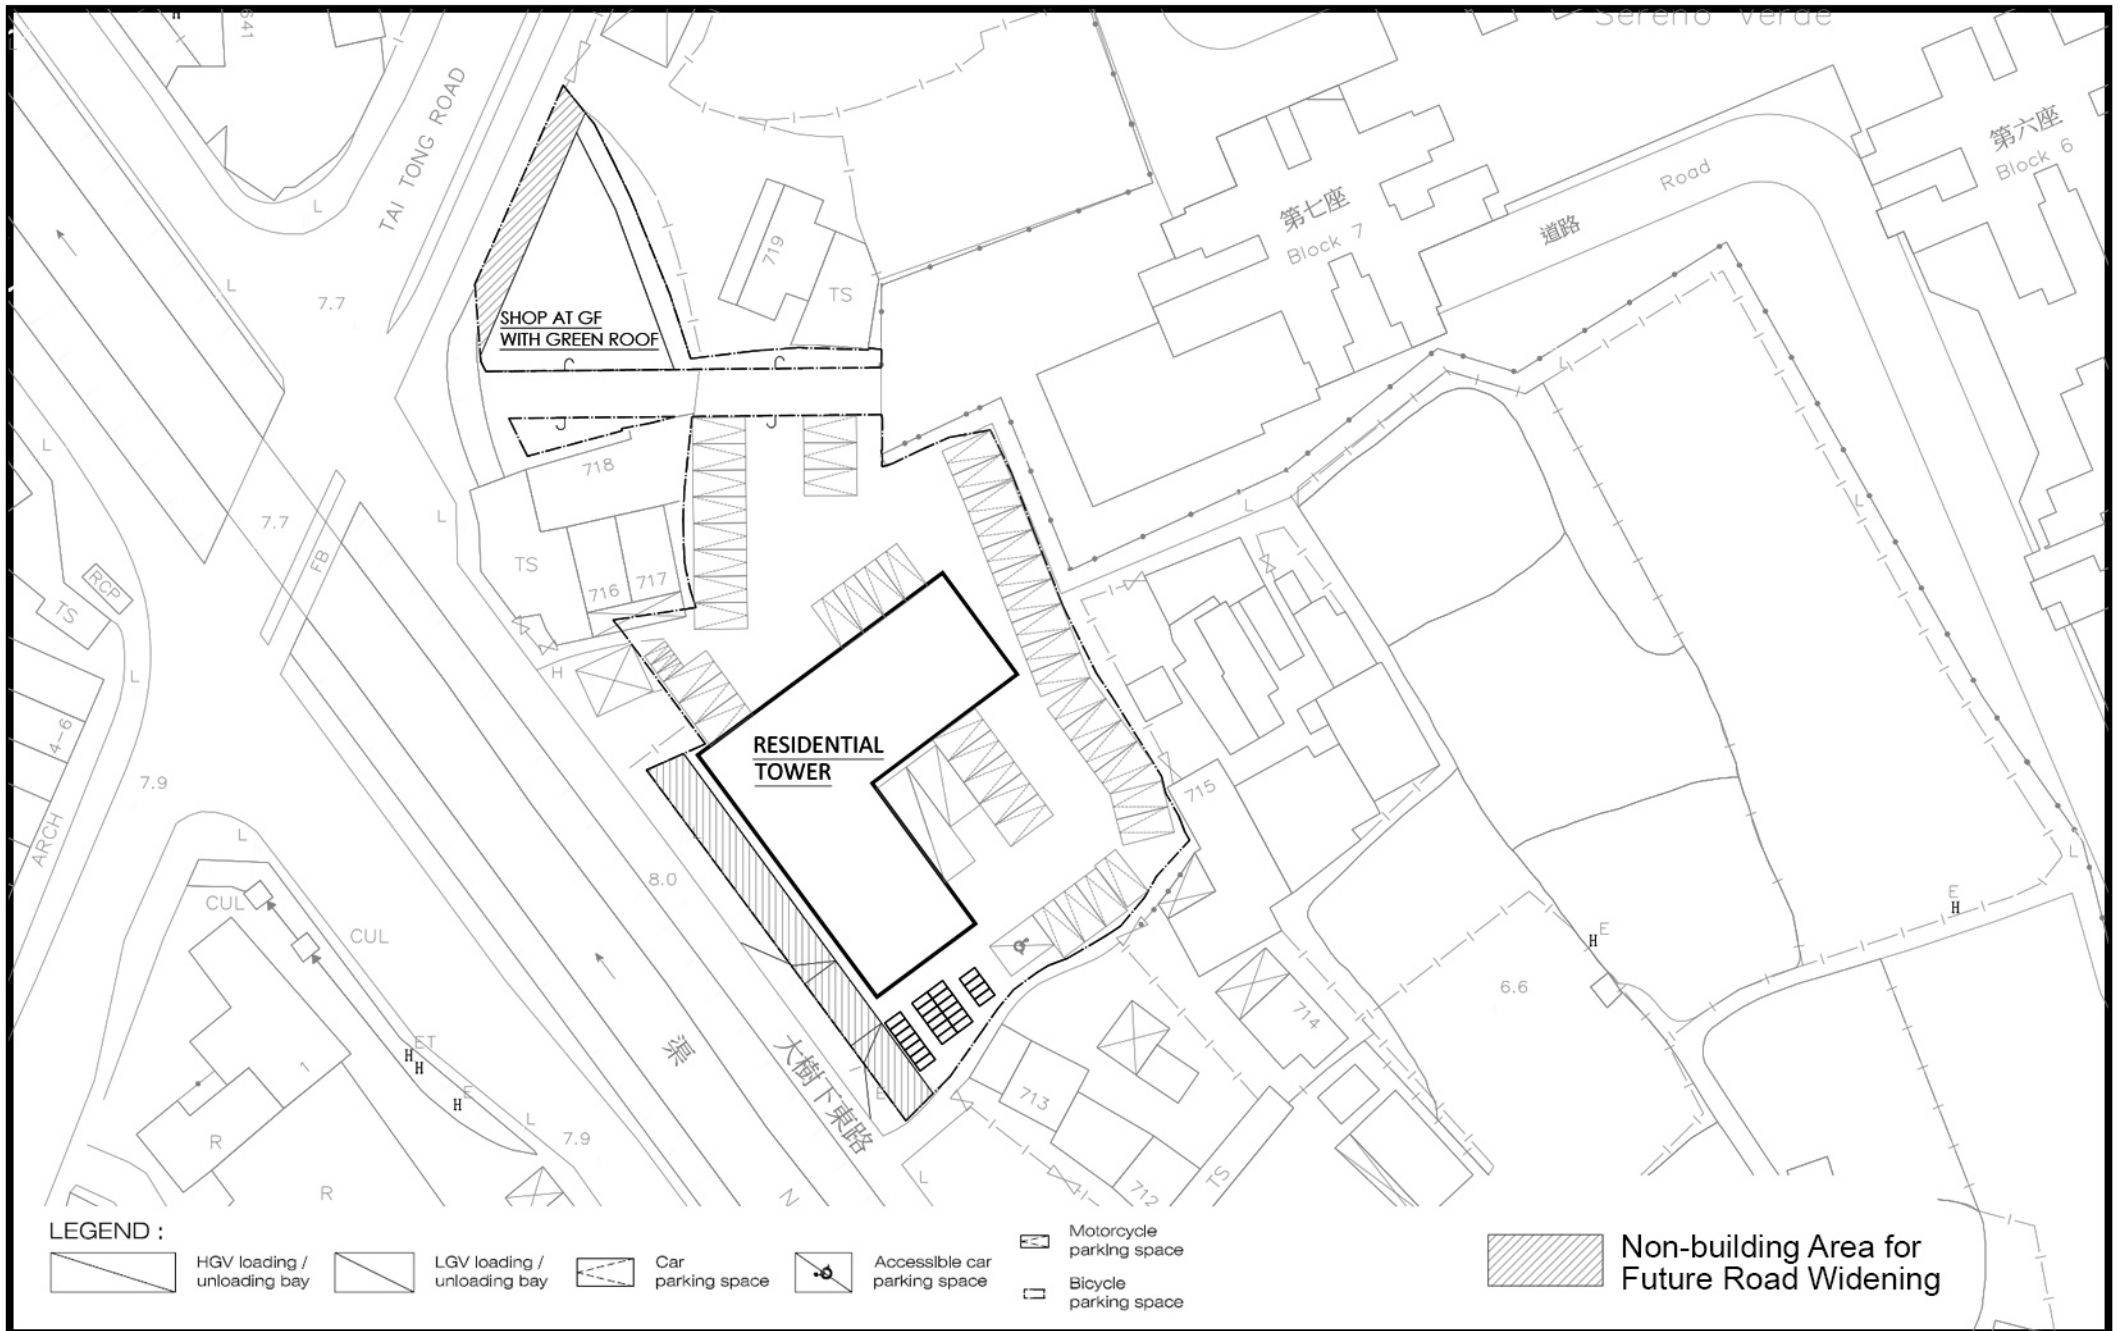 Sereno Verde
641
TAI TONG ROAD
L
第六座
Block 6
第七座
Block 7
Road
道路
719
TS
L
7.7
SHOP AT GF
WITH GREEN ROOF
L
718
L
7.7
L
L
FB
TS
716
717
RCP
TS
H
L
4-6
RESIDENTIAL
TOWER
7.9
715
ARCH
L
8.0
L
CUL
CUL
E
H
H
E
6.6
714
渠
大樹下東路
ET
H
H
E
H
E
1
713
L
7.9
R
R
N
L
712
TS
LEGEND :
HGV loading /
unloading bay
LGV loading /
unloading bay
Car
parking space
Accessible car
parking space
Motorcycle
parking space
Bicycle
parking space
Non-building Area for
Future Road Widening